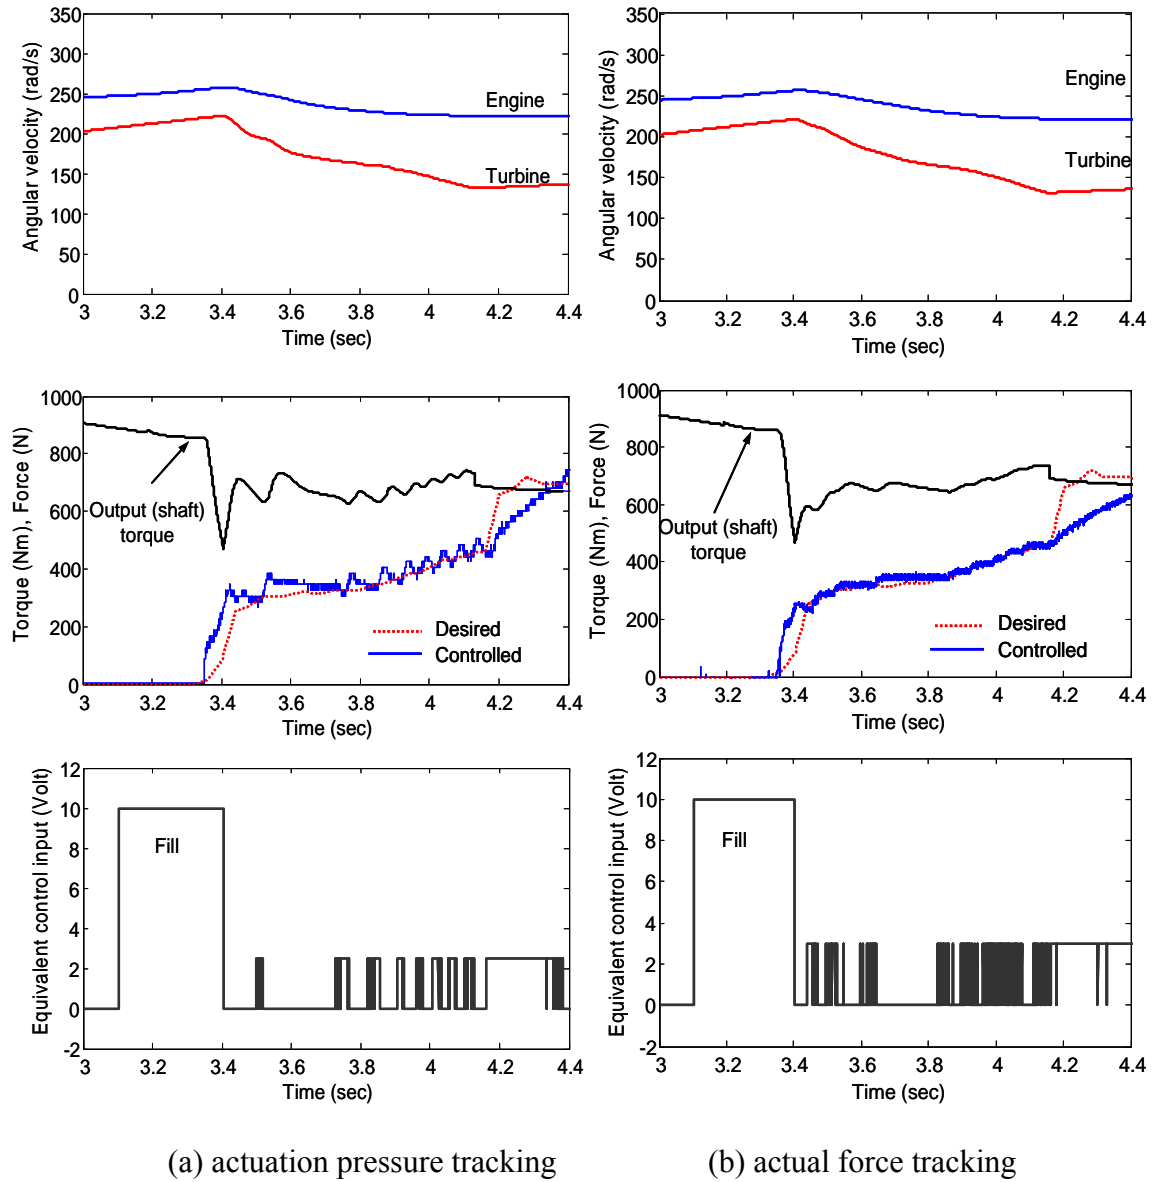 350
300
250
200
150
100
50
0
Angular velocity (rad/s)
Engine
Turbine
3 3.2 3.4 3.6 3.8 4 4.2 4.4
Time (sec)
350
300
250
200
150
100
50
0
Angular velocity (rad/s)
Engine
Turbine
3 3.2 3.4 3.6 3.8 4 4.2 4.4
Time (sec)
1000
800
600
400
200
0
Torque (Nm), Force (N)
Output (shaft)
torque
Desired
Controlled
3 3.2 3.4 3.6 3.8 4 4.2 4.4
Time (sec)
1000
800
600
400
200
0
Torque (Nm), Force (N)
Output (shaft)
torque
Desired
Controlled
3 3.2 3.4 3.6 3.8 4 4.2 4.4
Time (sec)
12
10
8
6
4
2
0
-2
Equivalent control input (Volt)
Fill
3 3.2 3.4 3.6 3.8 4 4.2 4.4
Time (sec)
12
10
8
6
4
2
0
-2
Equivalent control input (Volt)
Fill
3 3.2 3.4 3.6 3.8 4 4.2 4.4
Time (sec)
(a) actuation pressure tracking
(b) actual force tracking